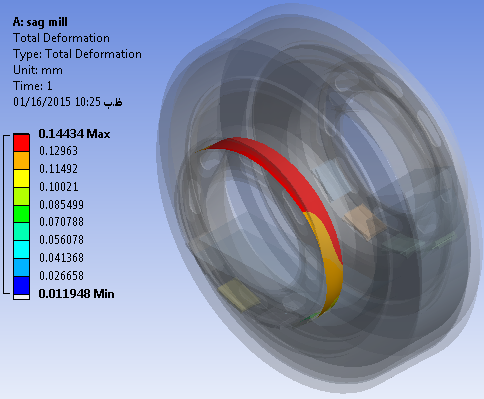 A: sag mill
Total Deformation
Type: Total Deformation
Unit: mm
Time: 1
01/16/2015 10:25 ظ.ب
0.14434 Max
0.12963
0.11492
0.10021
0.085499
0.070788
0.056078
0.041368
0.026658
0.011948 Min